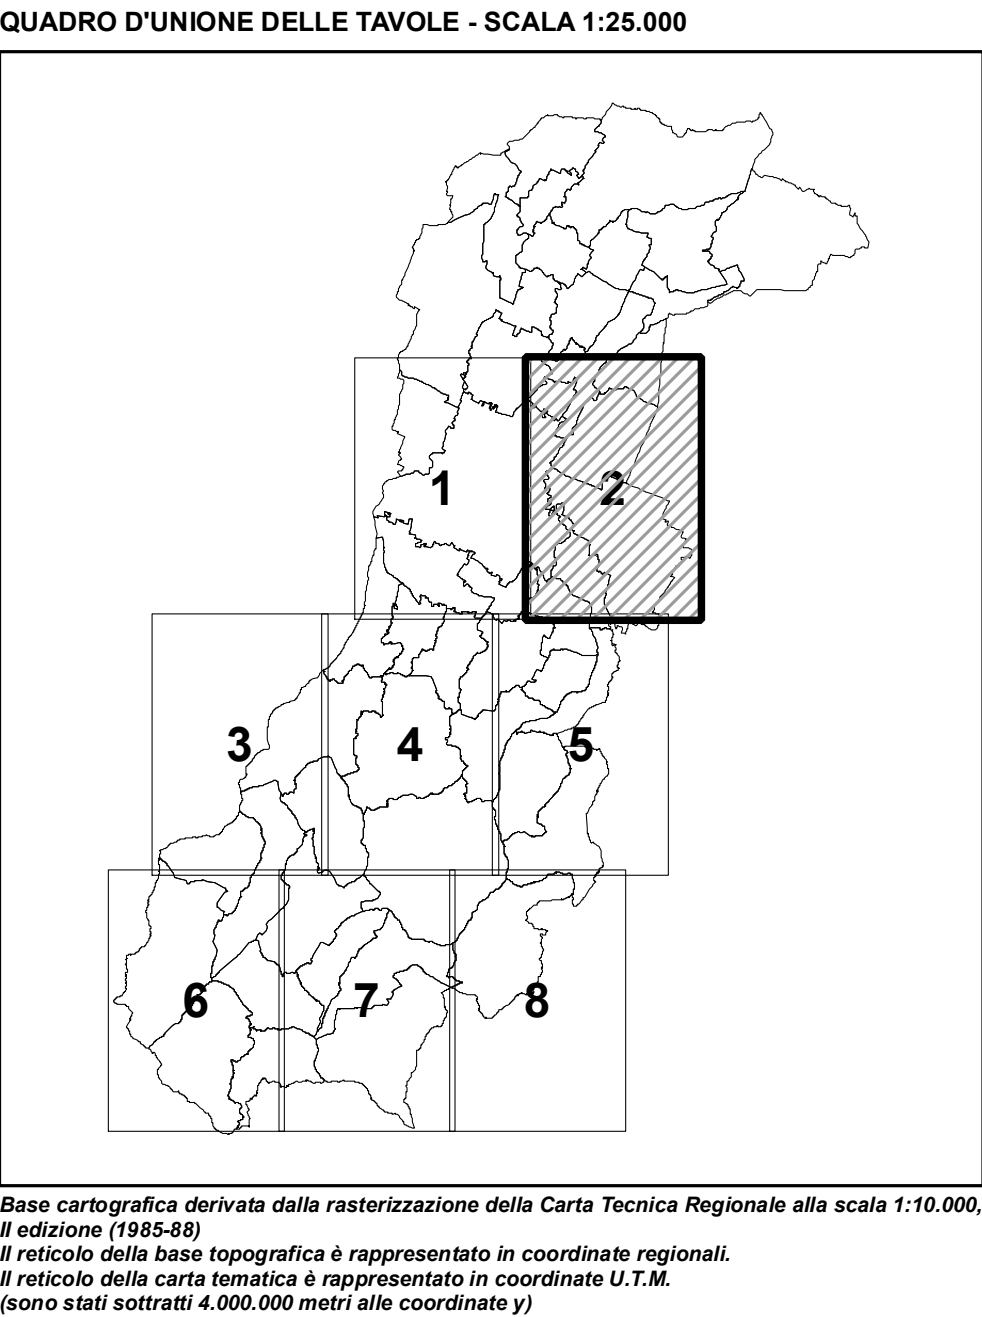 QUADRO D'UNIONE DELLE TAVOLE - SCALA 1:25.000
1
2
3
4
5
6
7
8
Base cartografica derivata dalla rasterizzazione della Carta Tecnica Regionale alla scala 1:10.000,
II edizione (1985-88)
Il reticolo della base topografica è rappresentato in coordinate regionali.
Il reticolo della carta tematica è rappresentato in coordinate U.T.M.
(sono stati sottratti 4.000.000 metri alle coordinate y)